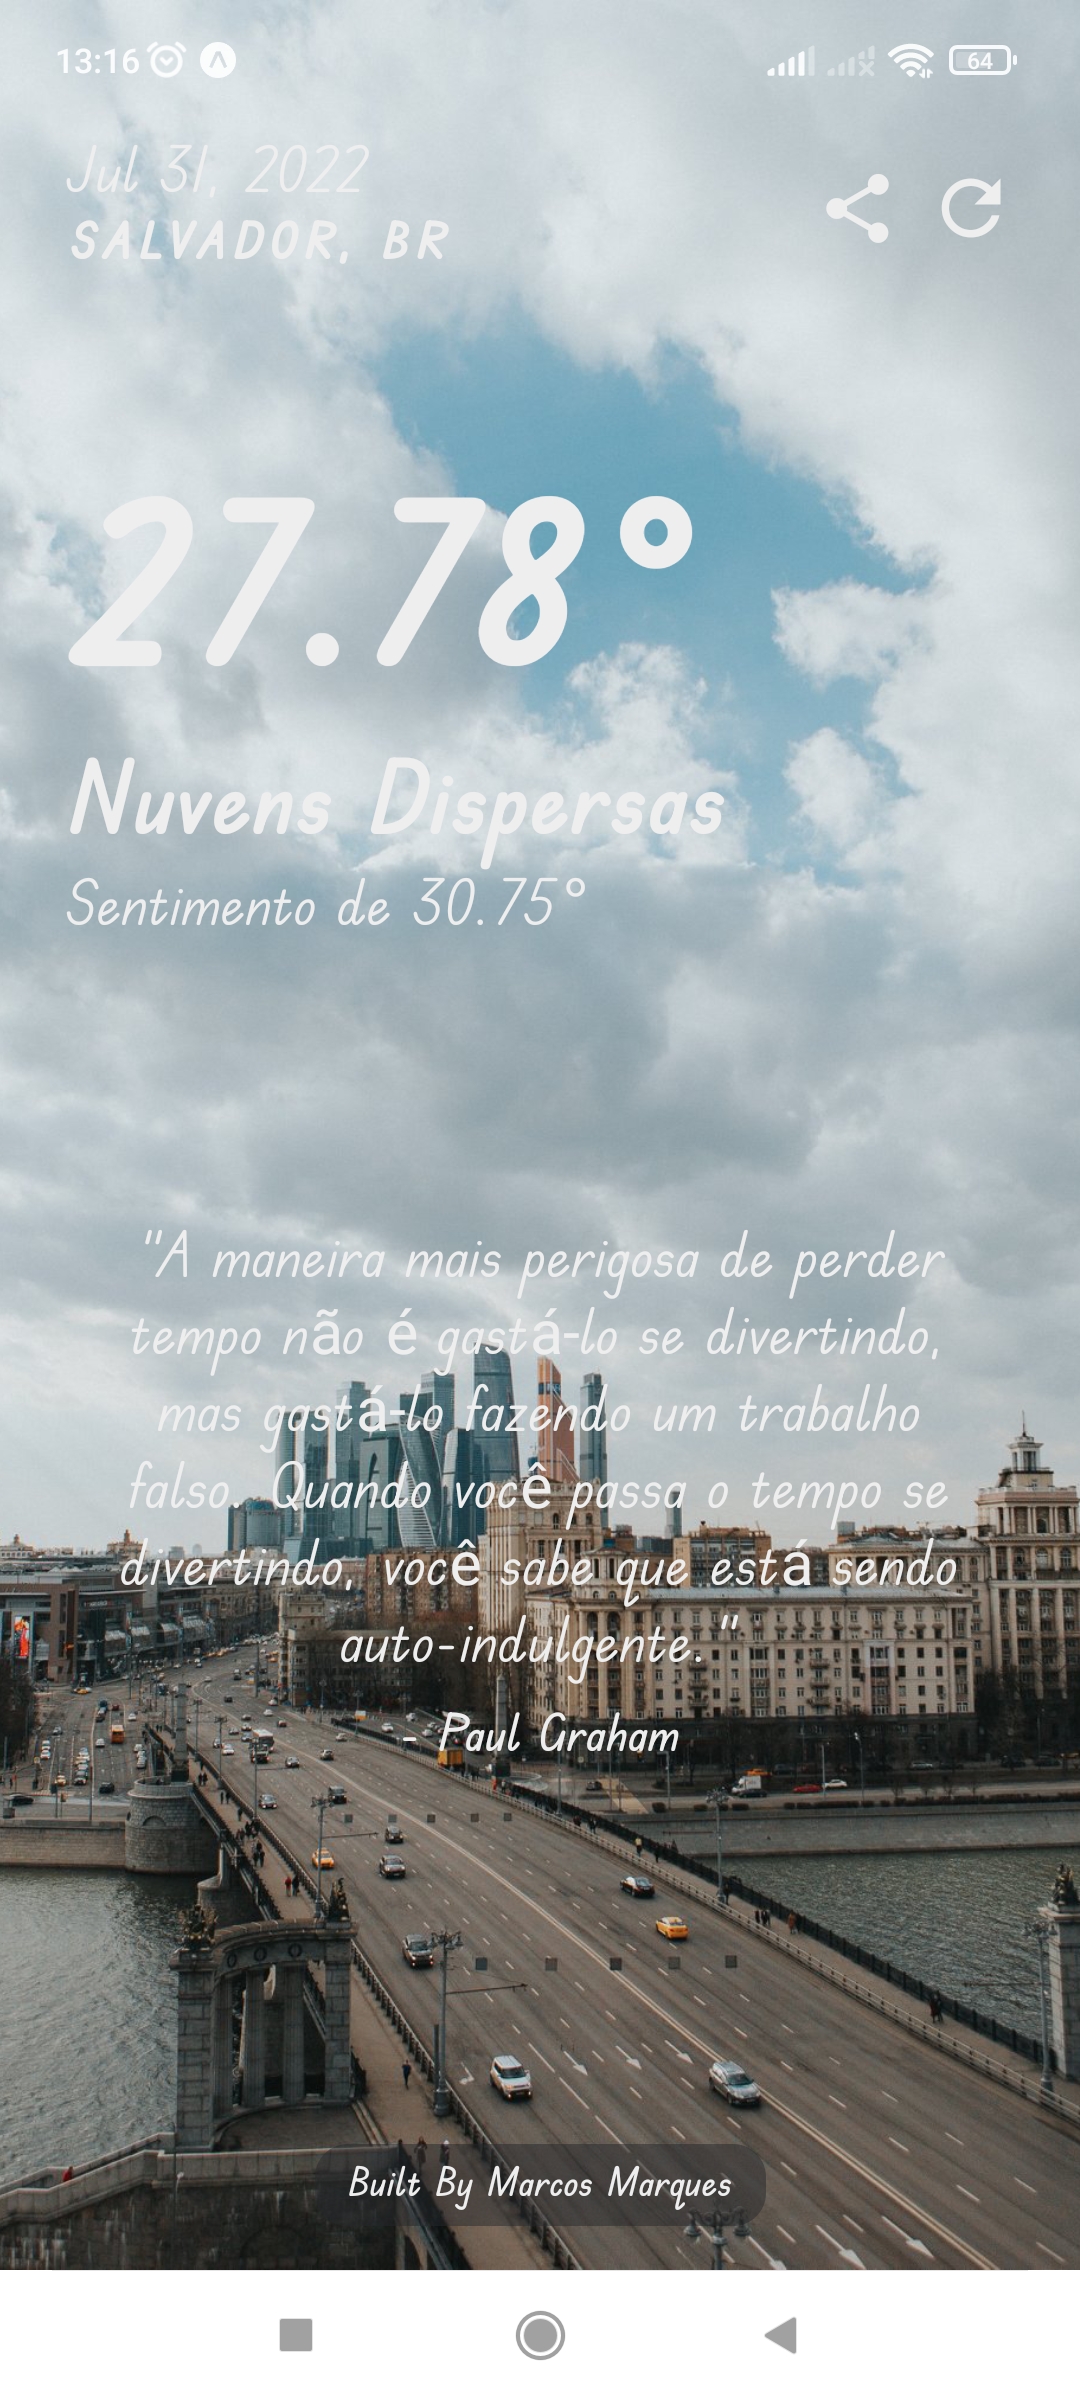 13:16
64
Jul 31, 2022
SALVADOR, BR
27.78°
Nuvens Dispersas
Sentimento de 30.75°
"A maneira mais perigosa de perder
tempo não é gastá-lo se divertindo,
mas gastá-lo fazendo um trabalho
falso. Quando você passa o tempo se
divertindo, você sabe que está sendo
auto-indulgente."
- Paul Graham
Built By Marcos Marques